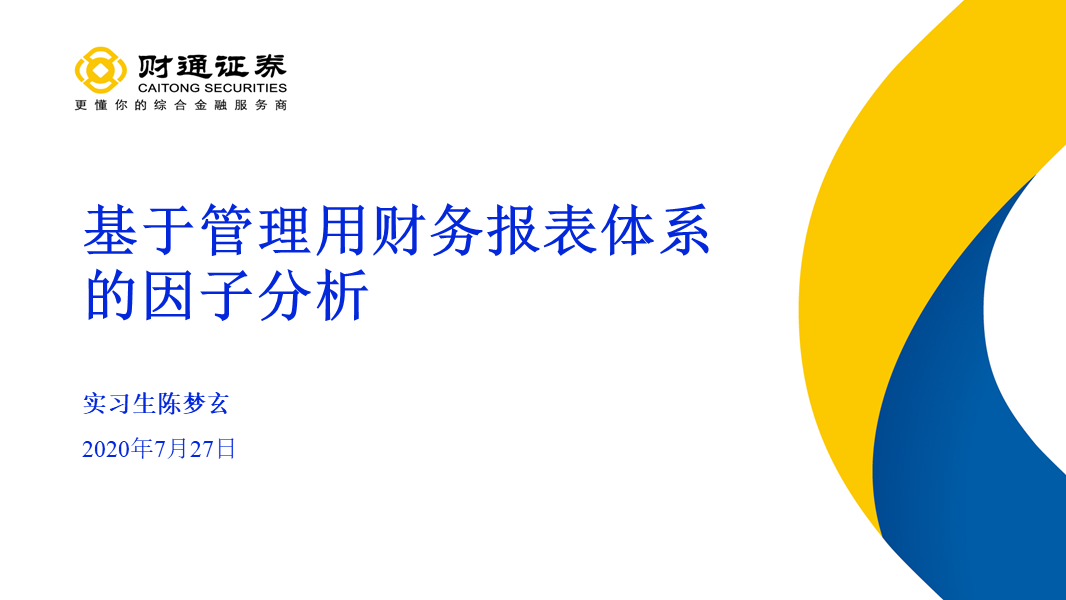 财通证券
CAITONG SECURITIES
更懂你的综合金融服务商
基于管理用财务报表体系
的因子分析
实习生陈梦玄
2020年7月27日